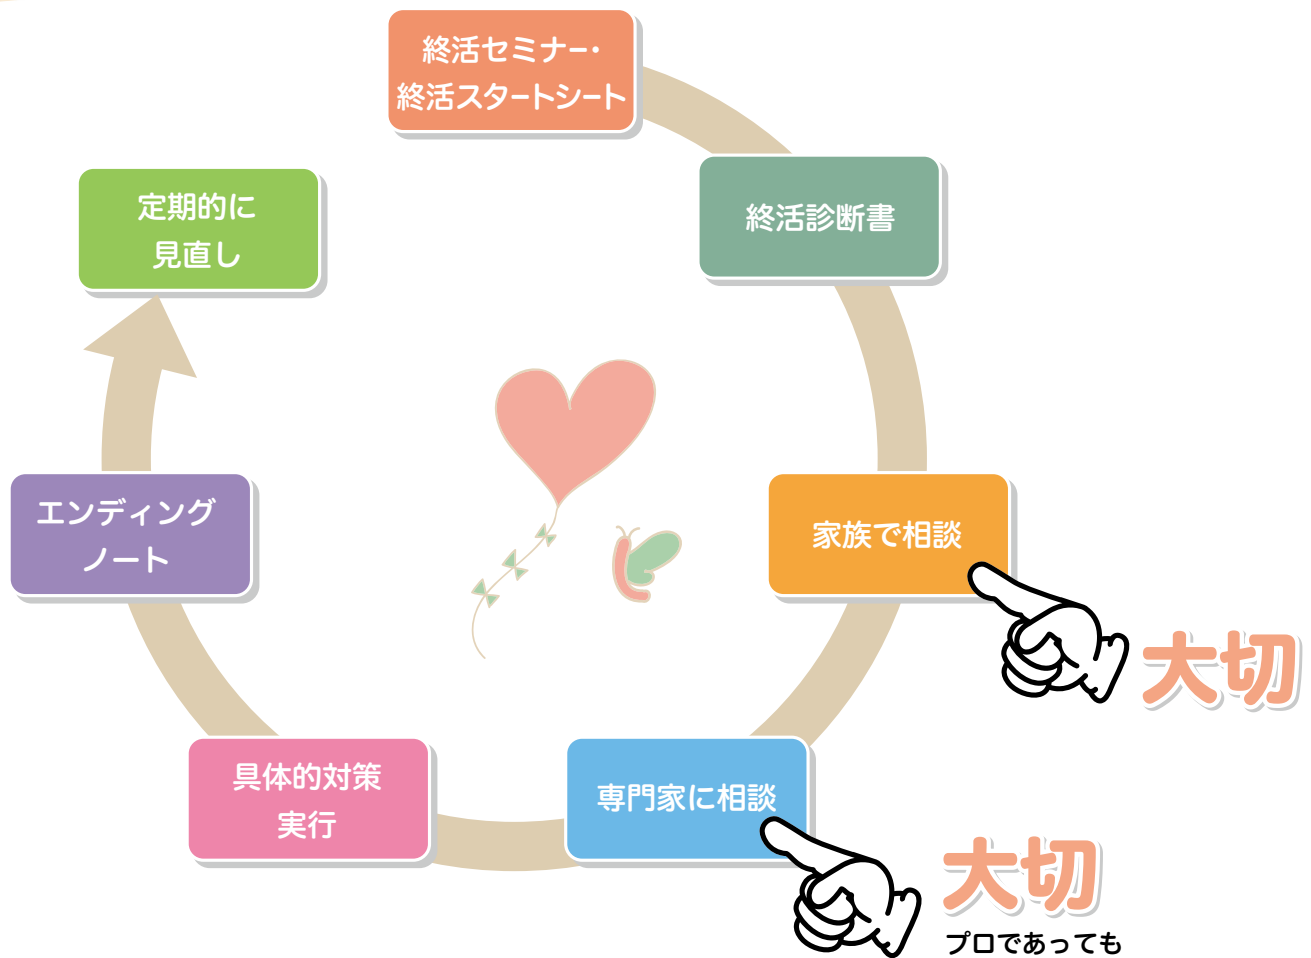 終活セミナー・
終活スタートシート
終活診断書
家族で相談
大切
専門家に相談
大切
プロであっても
具体的対策
実行
エンディング
ノート
定期的に
見直し